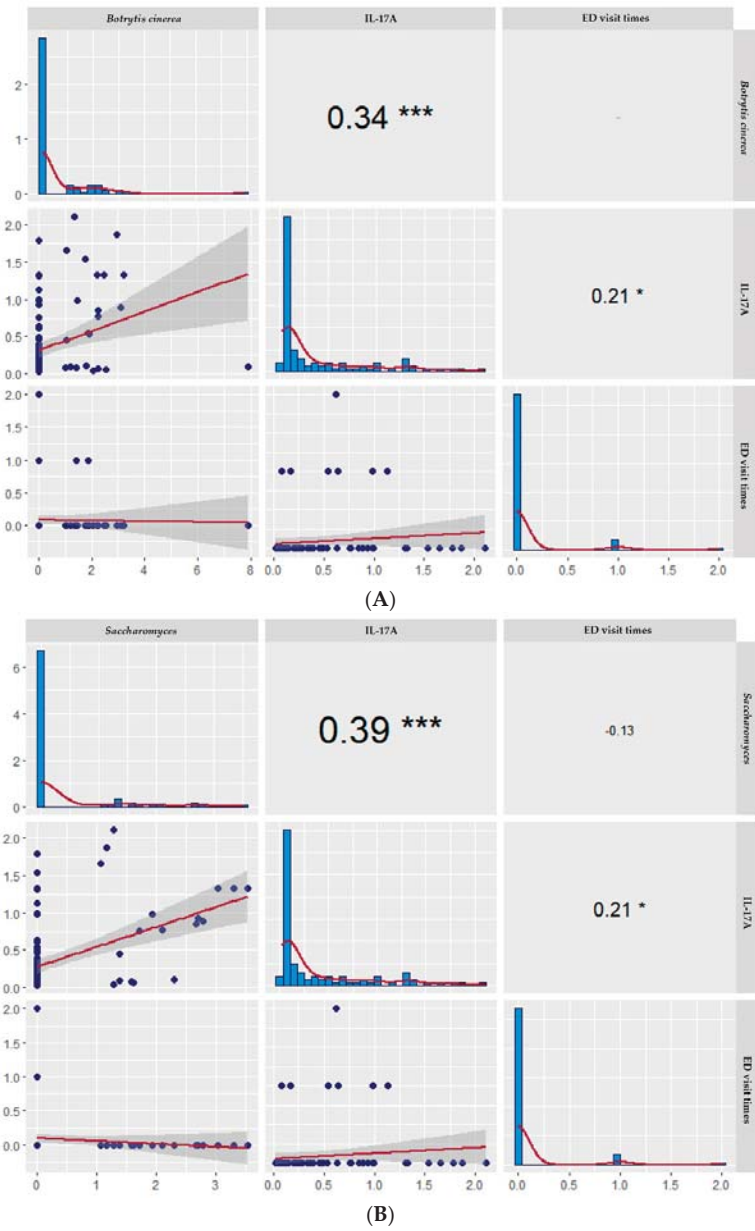 Botrytis cinerea IL-17A ED visit times
2
1
0
0.34 ***
-
Botrytis cinerea
2.0
1.5
1.0
0.5
0.0
0.21 *
IL-17A
2.0
1.5
1.0
0.5
0.0
ED visit times
0 2 4 6 8 0.0 0.5 1.0 1.5 2.0 0.0 0.5 1.0 1.5 2.0
(A)
Saccharomyces IL-17A ED visit times
6
4
2
0
0.39 ***
-0.13
Saccharomyces
2.0
1.5
1.0
0.5
0.0
0.21 *
IL-17A
2.0
1.5
1.0
0.5
0.0
ED visit times
0 1 2 3 0.0 0.5 1.0 1.5 2.0 0.0 0.5 1.0 1.5 2.0
(B)